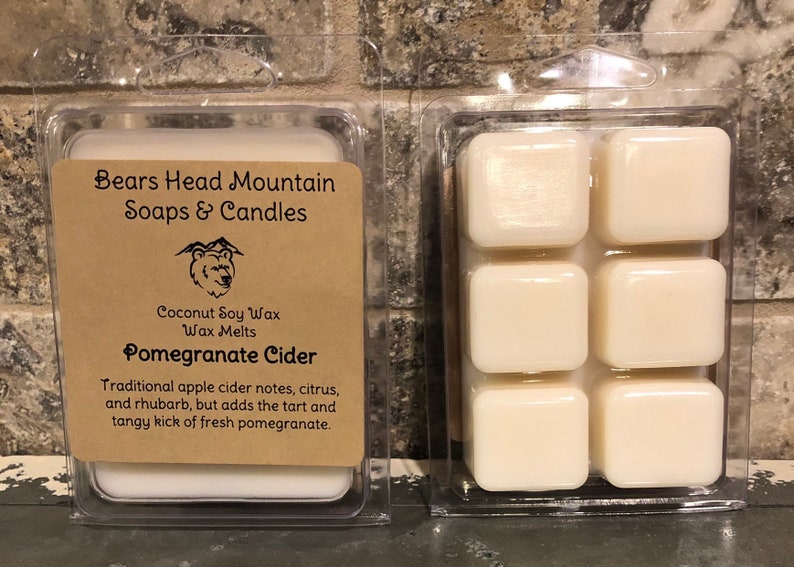 Bears Head Mountain
Soaps & Candles
Coconut Soy Wax
Wax Melts
Pomegranate Cider
Traditional apple cider notes, citrus,
and rhubarb, but adds the tart and
tangy kick of fresh pomegranate.